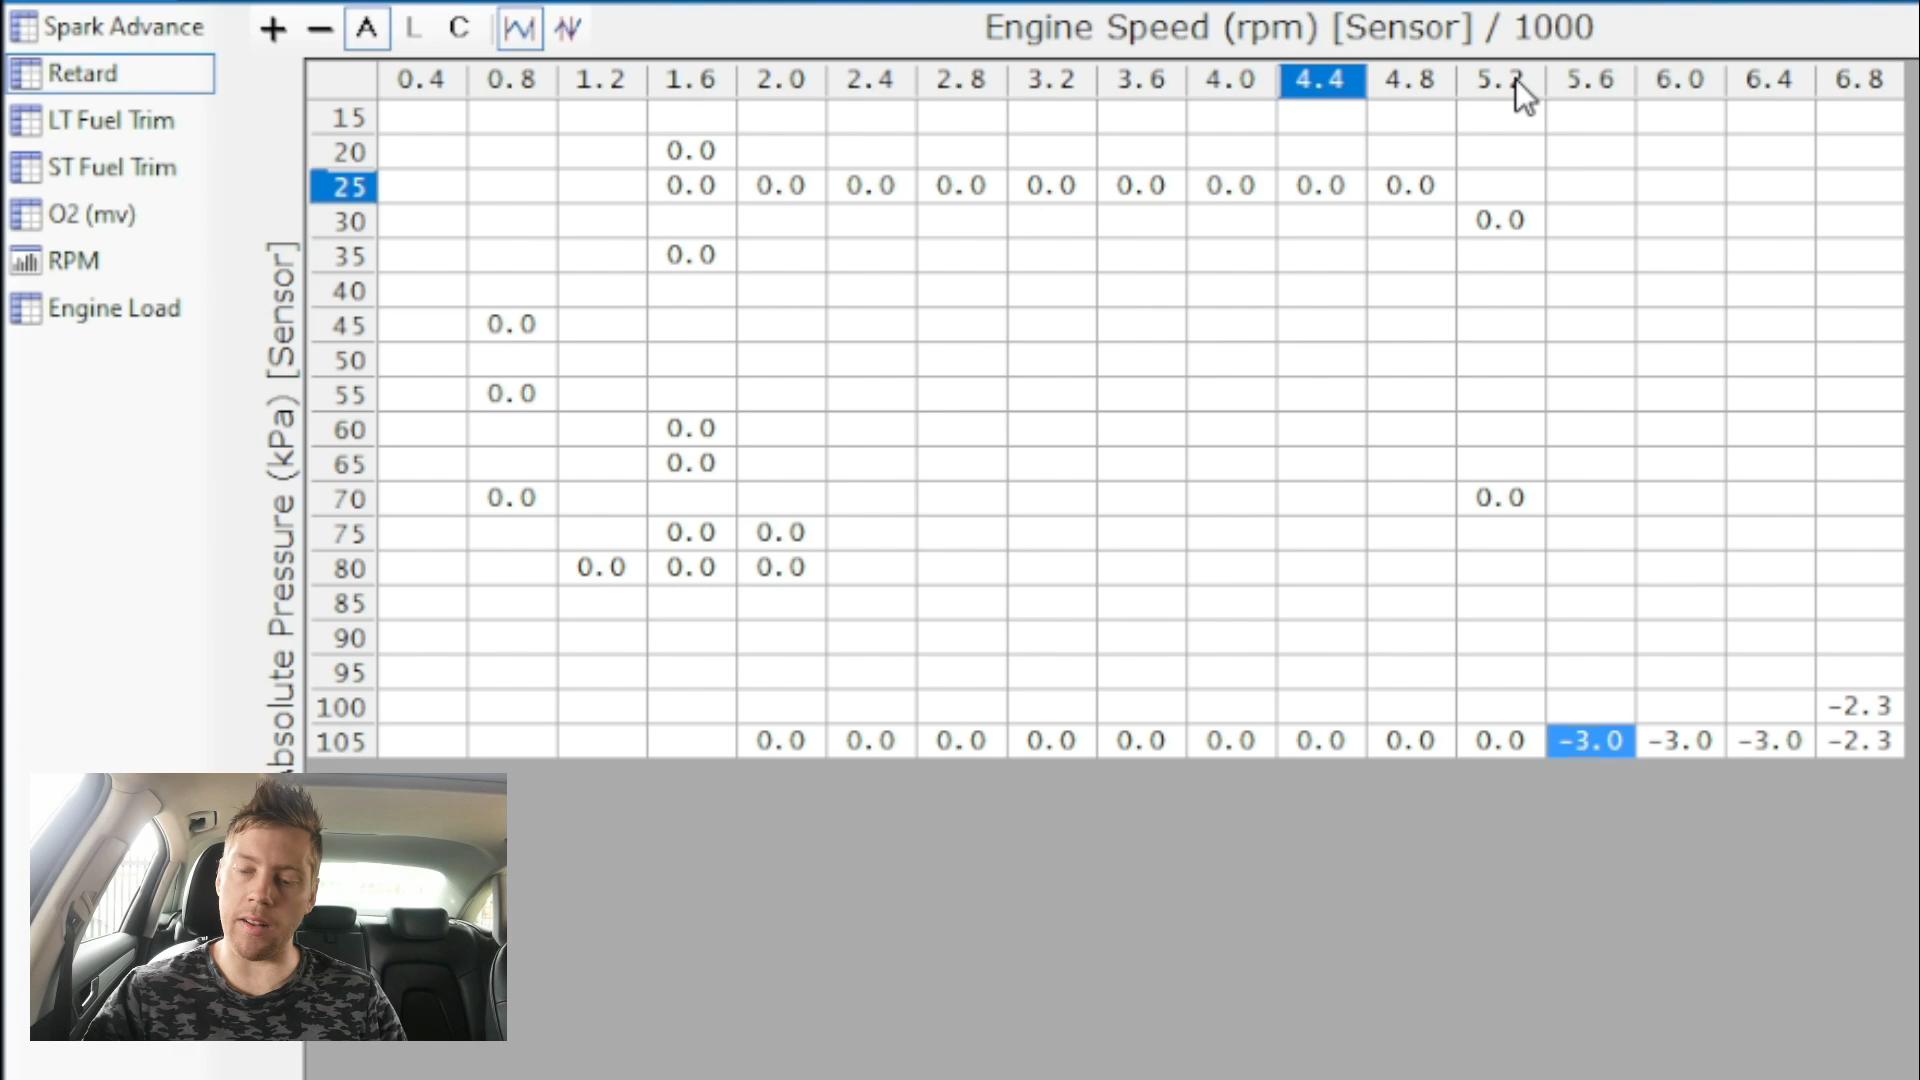 Spark Advance
Retard
LT Fuel Trim
ST Fuel Trim
O2 (mv)
RPM
Engine Load
+ − A L C
Engine Speed (rpm) [Sensor] / 1000
Absolute Pressure (kPa) [Sensor]
0.4 0.8 1.2 1.6 2.0 2.4 2.8 3.2 3.6 4.0 4.4 4.8 5.2 5.6 6.0 6.4 6.8
15
20 0.0
25 0.0 0.0 0.0 0.0 0.0 0.0 0.0 0.0 0.0
30 0.0
35 0.0
40
45 0.0
50
55 0.0
60 0.0
65 0.0
70 0.0 0.0
75 0.0 0.0
80 0.0 0.0 0.0
85
90
95
100 -2.3
105 0.0 0.0 0.0 0.0 0.0 0.0 0.0 0.0 0.0 -3.0 -3.0 -3.0 -2.3